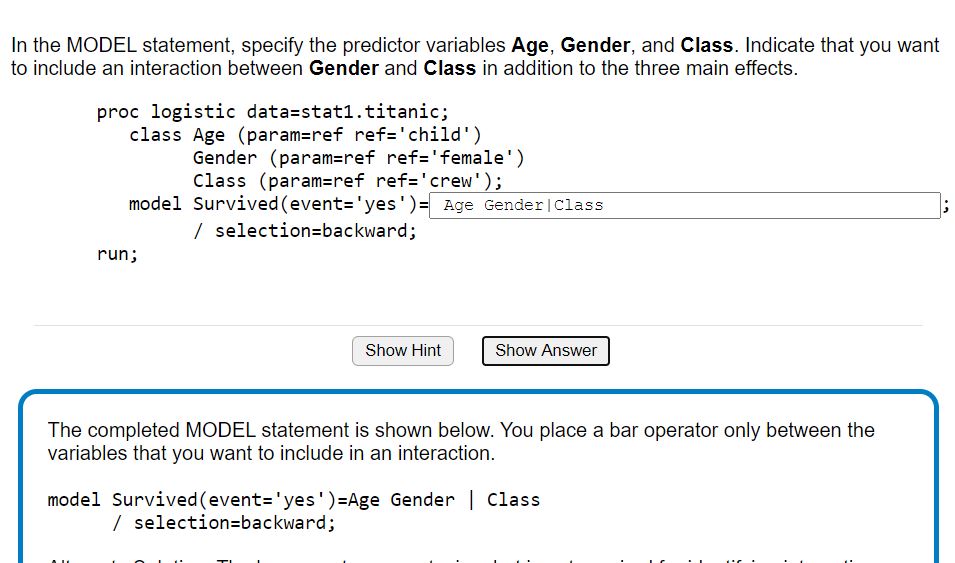 In the MODEL statement, specify the predictor variables Age, Gender, and Class. Indicate that you want
to include an interaction between Gender and Class in addition to the three main effects.
proc logistic data=stat1.titanic;
class Age (param=ref ref='child')
Gender (param=ref ref='female')
Class (param=ref ref='crew');
model Survived(event='yes')= Age Gender|Class ;
/ selection=backward;
run;
Show Hint Show Answer
The completed MODEL statement is shown below. You place a bar operator only between the
variables that you want to include in an interaction.
model Survived(event='yes')=Age Gender | Class
/ selection=backward;